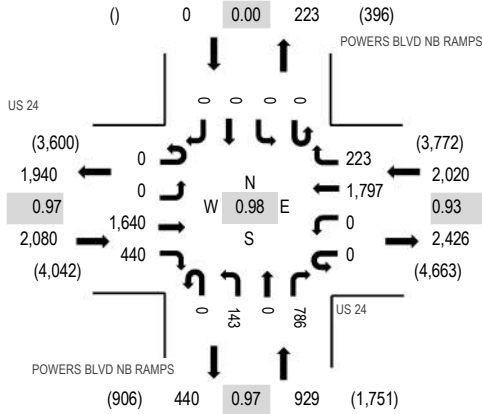 () 0 0.00 223 (396)
POWERS BLVD NB RAMPS
US 24
0 0 0 0
(3,600) (3,772)
0 223
1,940 2,020
0 N 1,797
0.97 W 0.98 E 0.93
1,640 0
2,080 S 2,426
440 0
(4,042) (4,663)
0 143 0 786
US 24
POWERS BLVD NB RAMPS
(906) 440 0.97 929 (1,751)